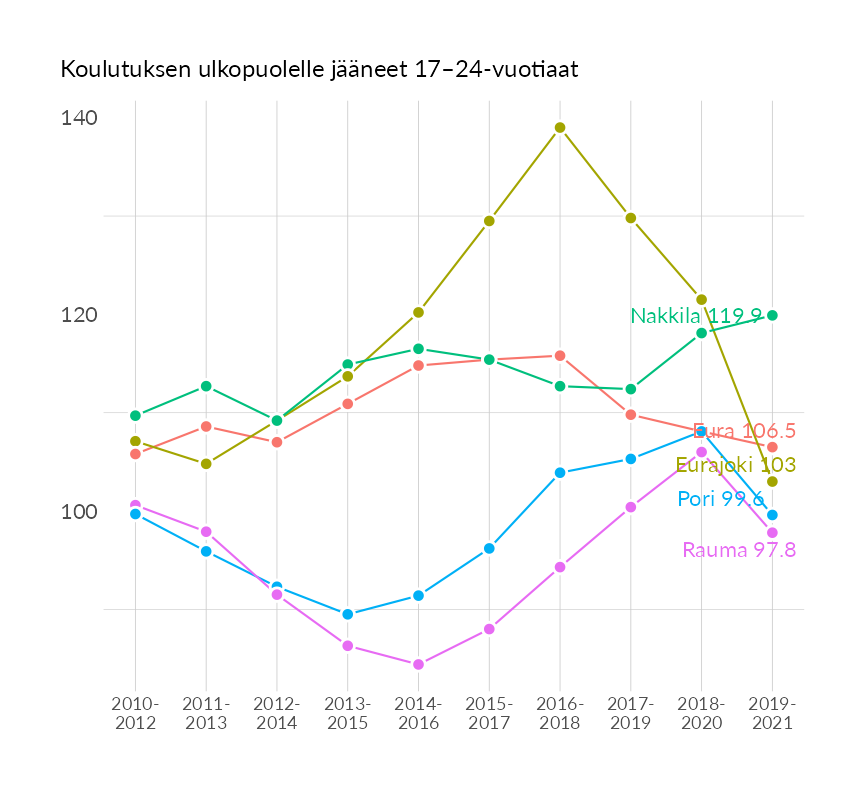 Koulutuksen ulkopuolelle jääneet 17–24-vuotiaat
140
120
100
Nakkila 119.9
Eura 106.5
Eurajoki 103
Pori 99.6
Rauma 97.8
2010- 2011- 2012- 2013- 2014- 2015- 2016- 2017- 2018- 2019-
2012 2013 2014 2015 2016 2017 2018 2019 2020 2021